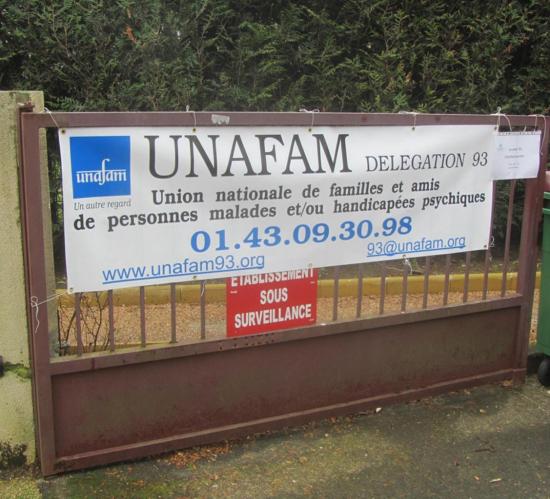 unafam
Un autre regard
UNAFAM DELEGATION 93
Union nationale de familles et amis
de personnes malades et/ou handicapées psychiques
01.43.09.30.98
www.unafam93.org
93@unafam.org
ETABLISSEMENT
SOUS
SURVEILLANCE